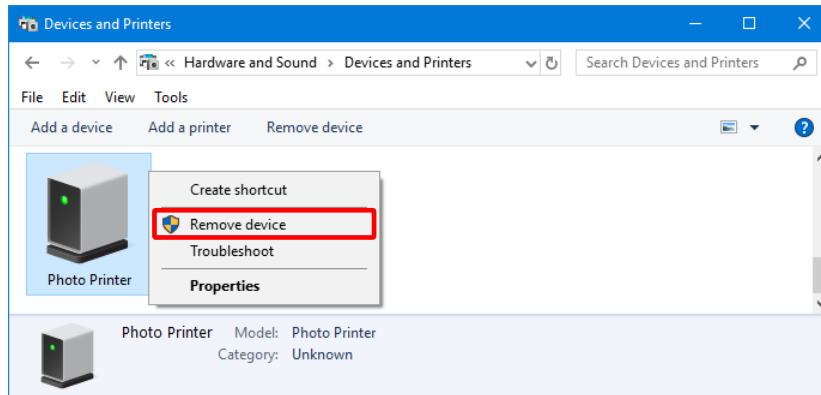 Devices and Printers
« Hardware and Sound › Devices and Printers Search Devices and Printers
File Edit View Tools
Add a device Add a printer Remove device
Create shortcut
Remove device
Troubleshoot
Properties
Photo Printer
Photo Printer Model: Photo Printer
Category: Unknown